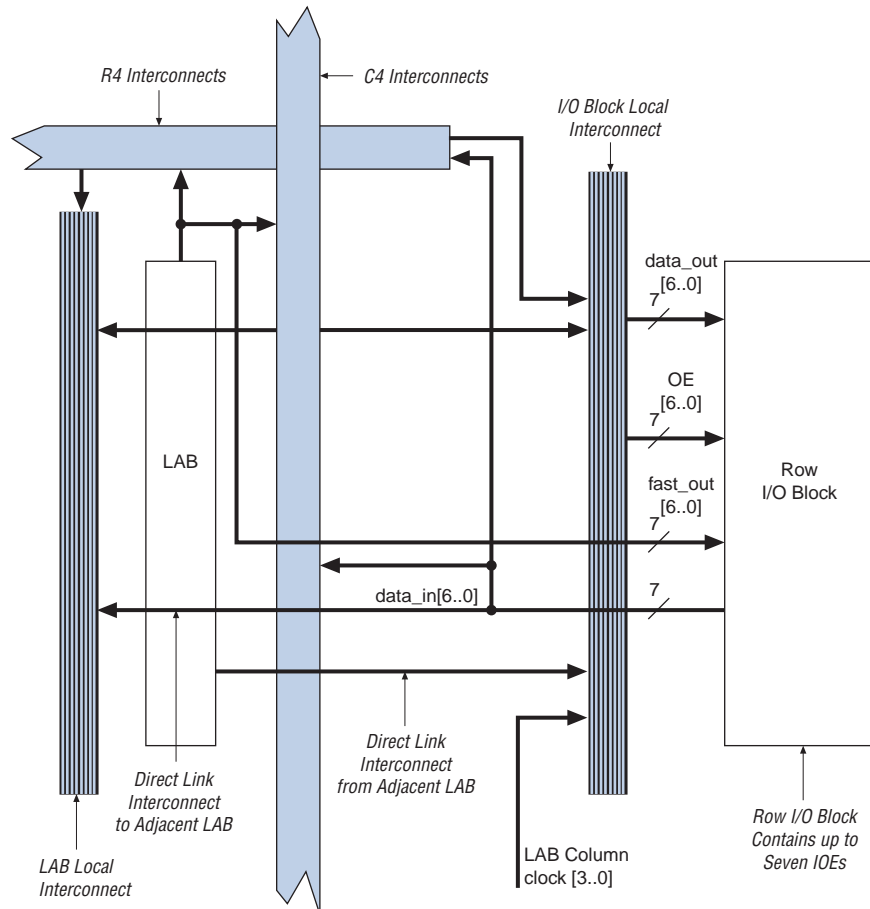 R4 Interconnects
C4 Interconnects
I/O Block Local
Interconnect
data_out
[6..0]
7
OE
[6..0]
7
LAB
Row
I/O Block
fast_out
[6..0]
7
7
data_in[6..0]
Direct Link
Interconnect
to Adjacent LAB
Direct Link
Interconnect
from Adjacent LAB
Row I/O Block
Contains up to
Seven IOEs
LAB Local
Interconnect
LAB Column
clock [3..0]